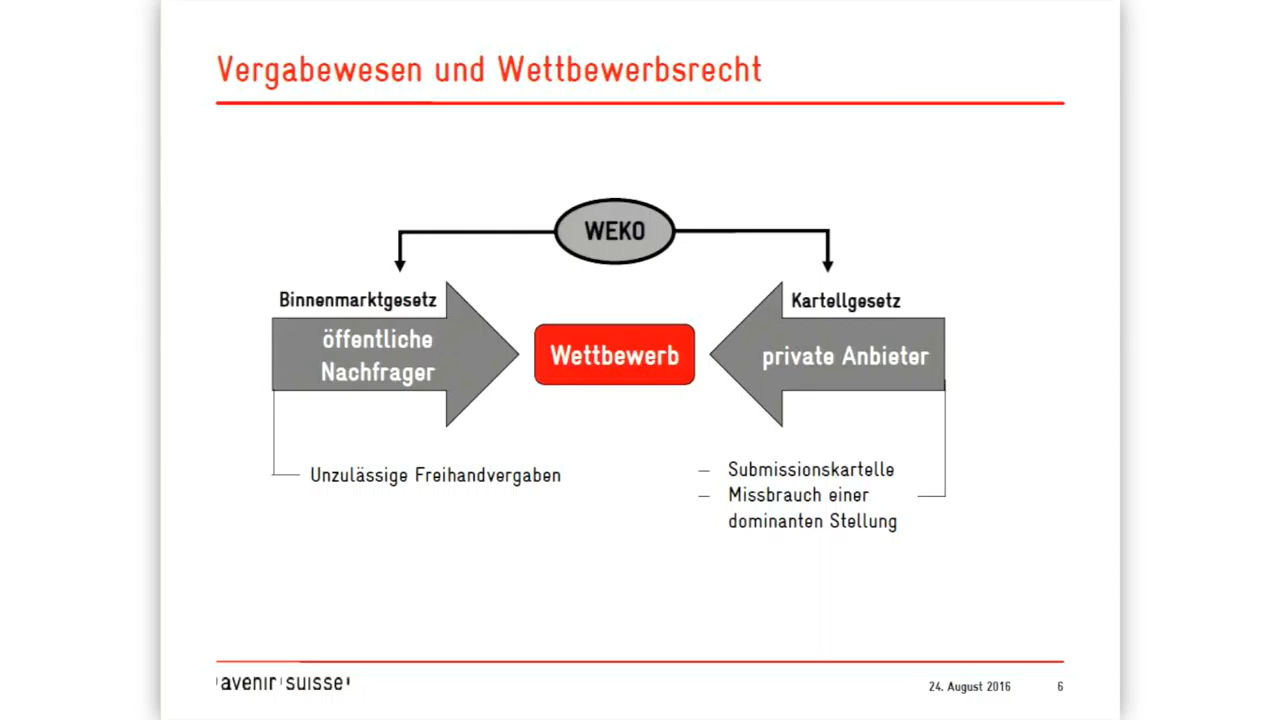 Vergabewesen und Wettbewerbsrecht
WEKO
Binnenmarktgesetz
öffentliche
Nachfrager
Wettbewerb
Kartellgesetz
private Anbieter
Unzulässige Freihandvergaben
– Submissionskartelle
– Missbrauch einer
dominanten Stellung
avenir suisse
24. August 2016
6